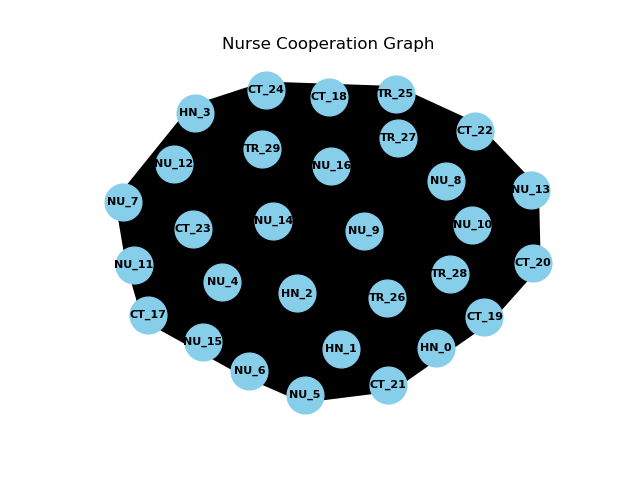 Nurse Cooperation Graph
CT_24
CT_18
TR_25
HN_3
CT_22
TR_27
TR_29
NU_12
NU_16
NU_8
NU_13
NU_7
NU_14
NU_10
CT_23
NU_9
NU_11
CT_20
TR_28
NU_4
HN_2
TR_26
CT_17
CT_19
NU_15
HN_1
HN_0
NU_6
CT_21
NU_5